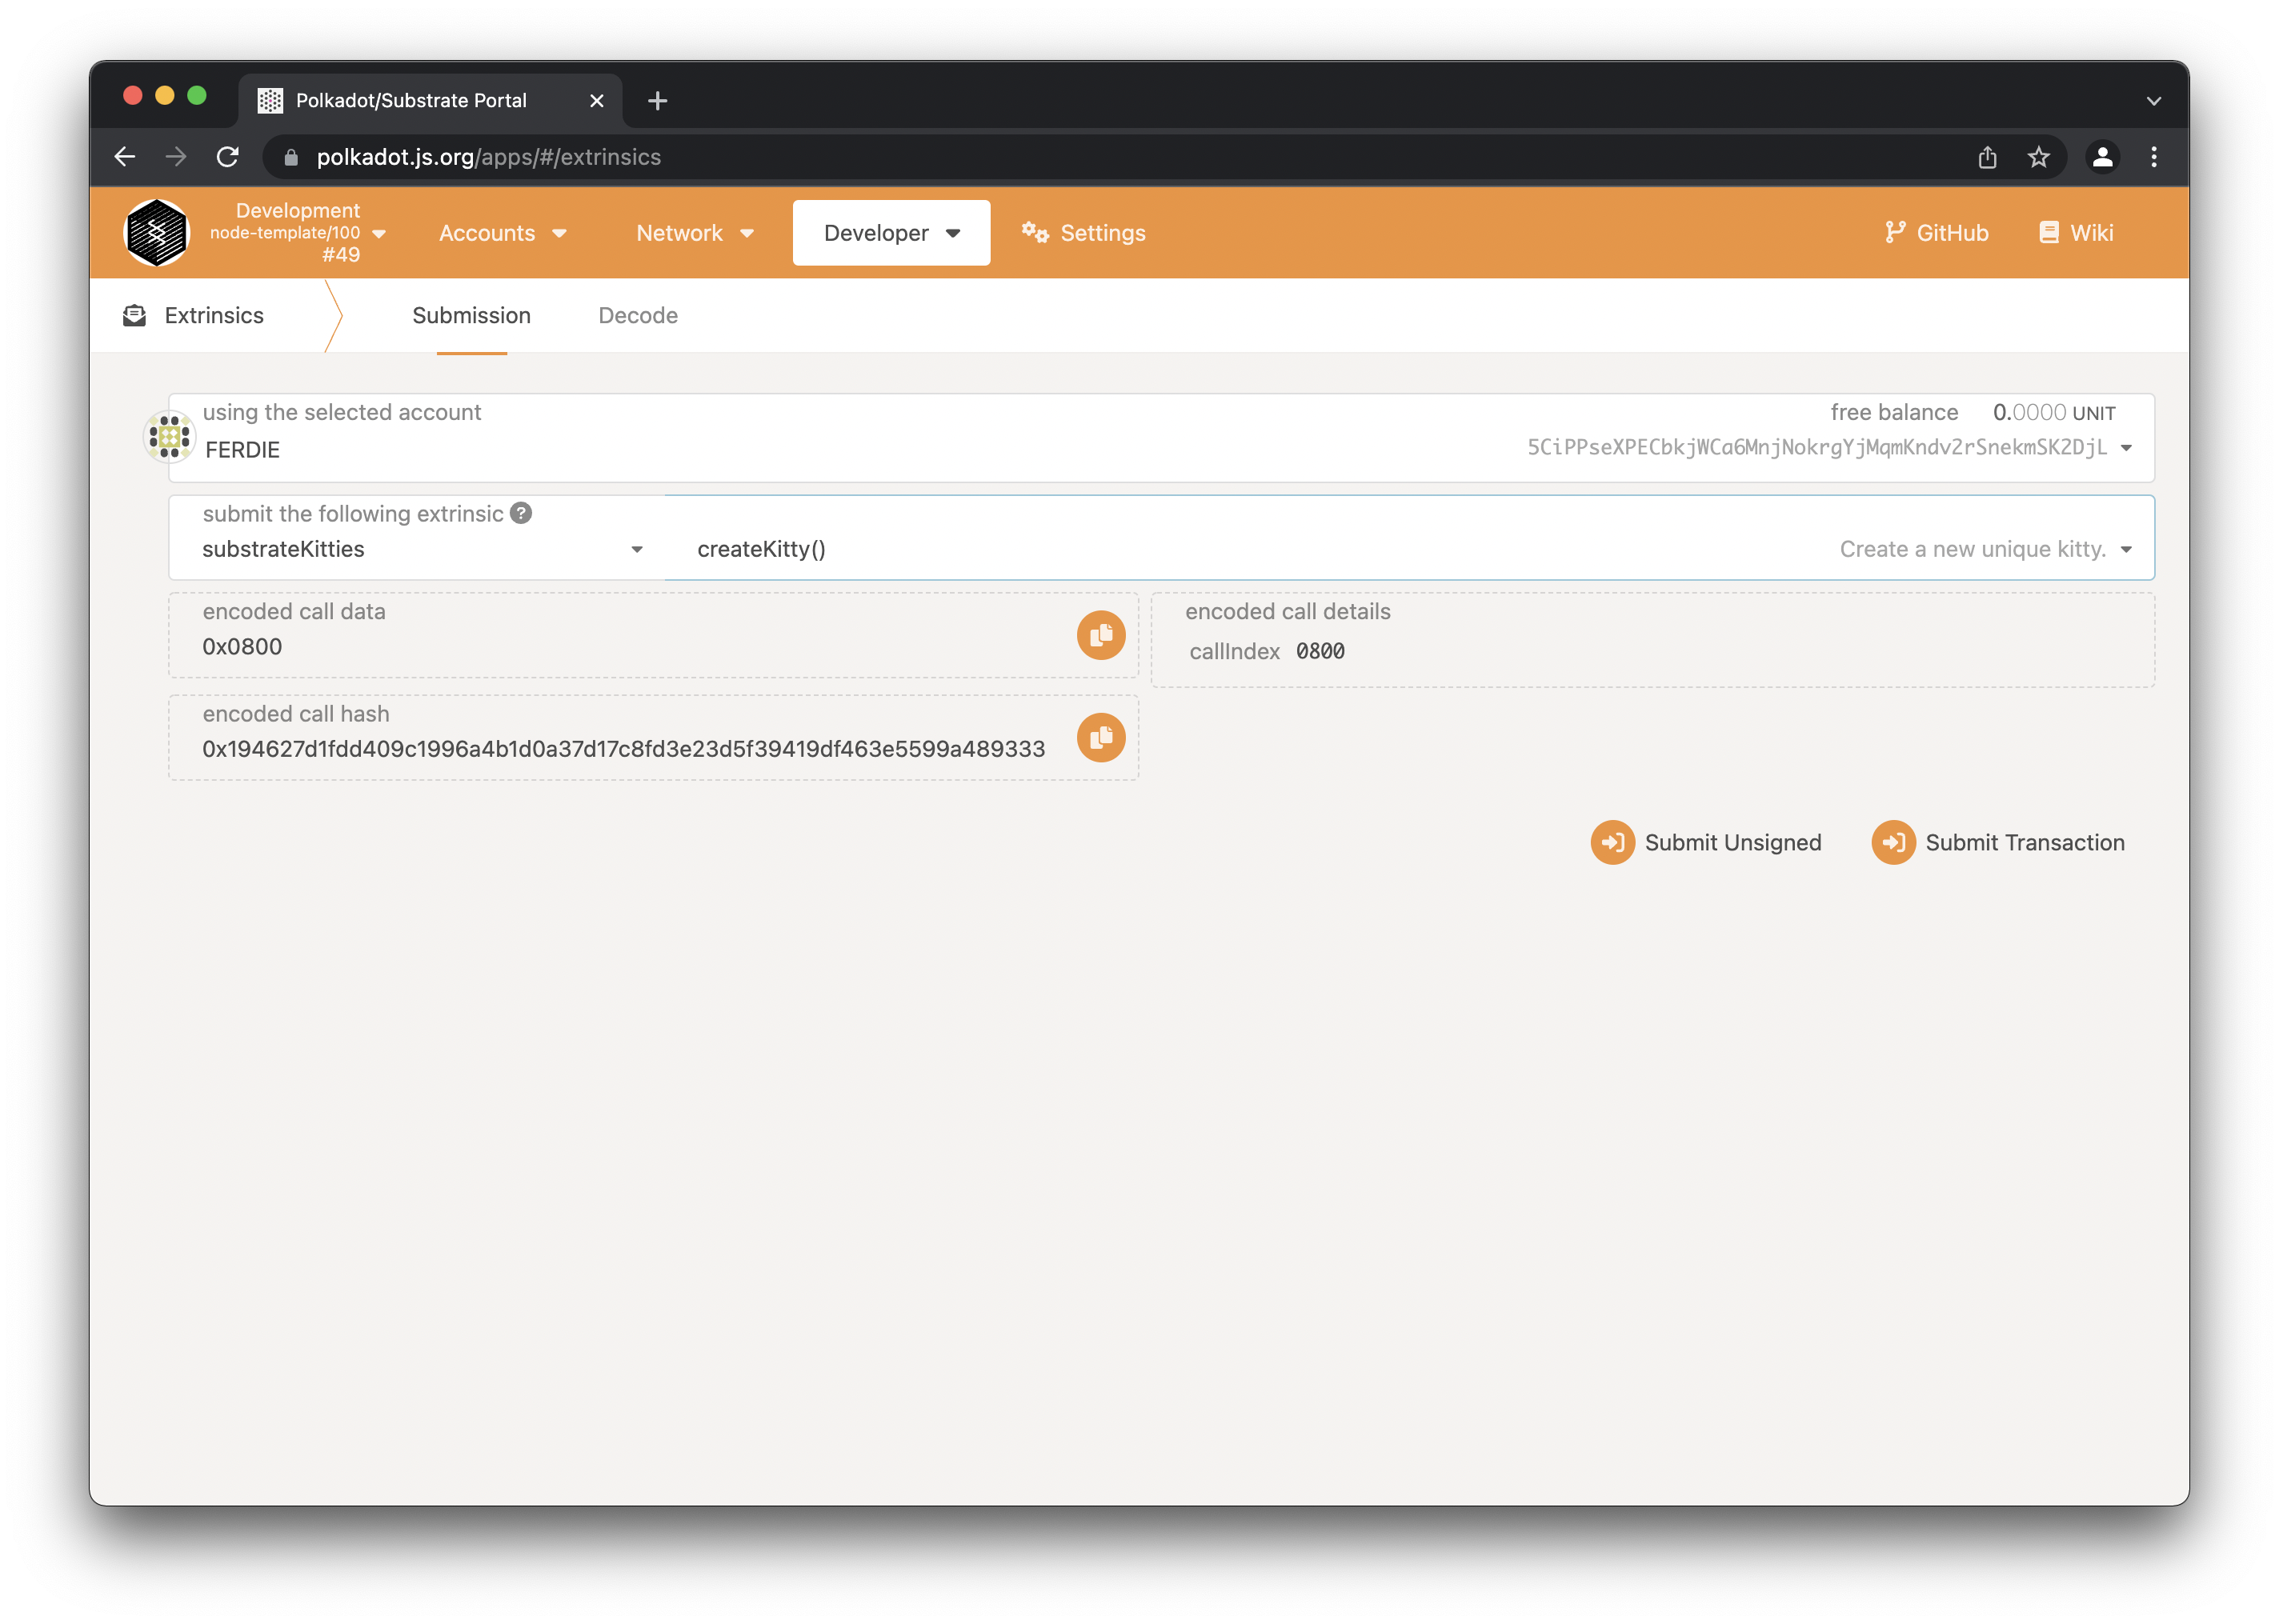 Polkadot/Substrate Portal
polkadot.js.org/apps/#/extrinsics
Development
node-template/100
#49
Accounts
Network
Developer
Settings
GitHub
Wiki
Extrinsics
Submission
Decode
using the selected account
free balance 0.0000 UNIT
FERDIE
5CiPPseXPECbkjWCa6MnjNokrgYjMqmKndv2rSnekmSK2DjL
submit the following extrinsic ?
substrateKitties
createKitty()
Create a new unique kitty.
encoded call data
0x0800
encoded call details
callIndex 0800
encoded call hash
0x194627d1fdd409c1996a4b1d0a37d17c8fd3e23d5f39419df463e5599a489333
Submit Unsigned
Submit Transaction